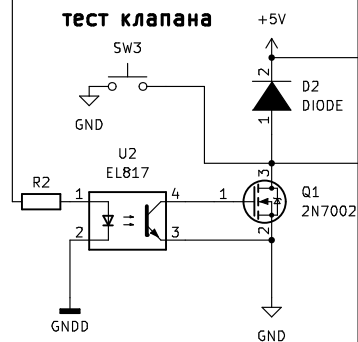 тест клапана
+5V
SW3
GND
2
D2
DIODE
1
U2
EL817
R2
1
4
1
3
Q1
2N7002
2
3
2
GNDD
GND